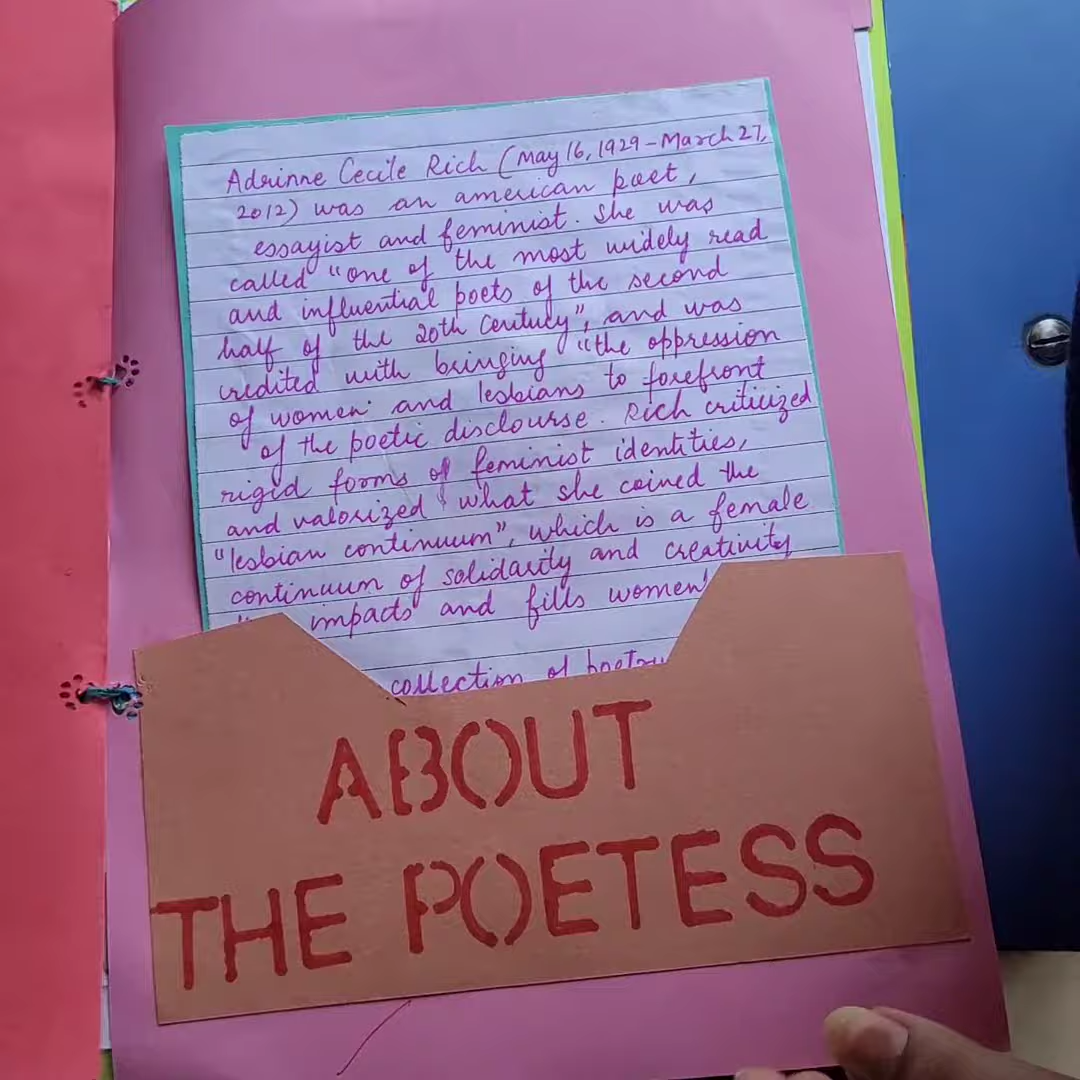 Adrinne Cecile Rich (May 16, 1929 - March 27,
2012) was an american poet,
essayist and feminist. She was
called "one of the most widely read
and influential poets of the second
half of the 20th Century", and was
credited with bringing "the oppression
of women and lesbians to forefront
of the poetic disclourse. Rich criticized
rigid forms of feminist identities,
and valorized what she coined the
"lesbian continuum", which is a female
continuum of solidarity and creativity
impacts and fills women's
collection of poetry
ABOUT
THE POETESS